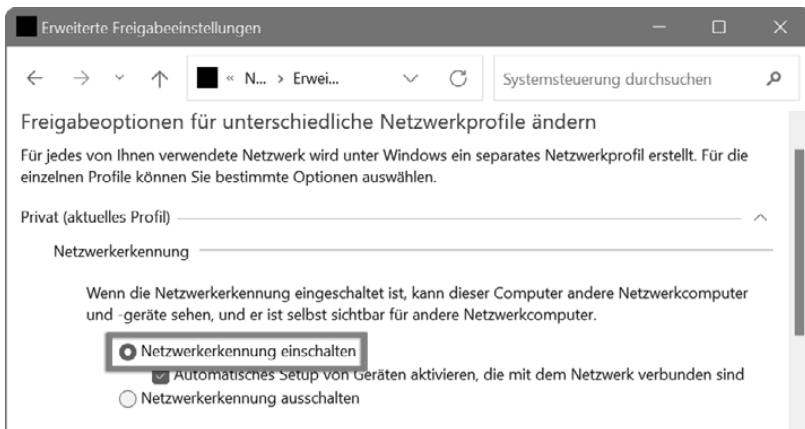 Erweiterte Freigabeeinstellungen
« N... > Erwei...
Systemsteuerung durchsuchen
Freigabeoptionen für unterschiedliche Netzwerkprofile ändern
Für jedes von Ihnen verwendete Netzwerk wird unter Windows ein separates Netzwerkprofil erstellt. Für die
einzelnen Profile können Sie bestimmte Optionen auswählen.
Privat (aktuelles Profil)
Netzwerkerkennung
Wenn die Netzwerkerkennung eingeschaltet ist, kann dieser Computer andere Netzwerkcomputer
und -geräte sehen, und er ist selbst sichtbar für andere Netzwerkcomputer.
Netzwerkerkennung einschalten
Automatisches Setup von Geräten aktivieren, die mit dem Netzwerk verbunden sind
Netzwerkerkennung ausschalten